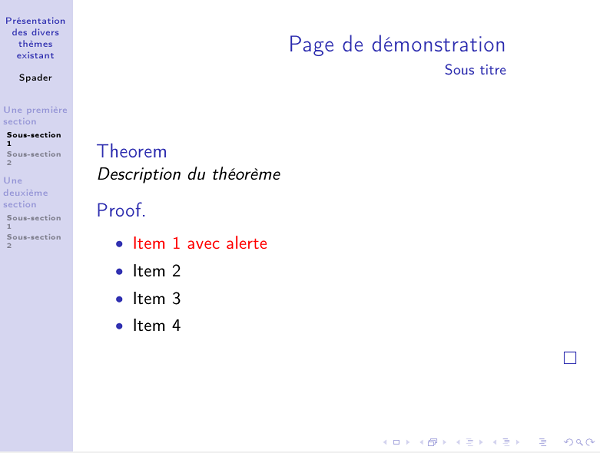 Présentation
des divers
thèmes
existant
Spader
Une première
section
Sous-section
1
Sous-section
2
Une
deuxième
section
Sous-section
1
Sous-section
2
Page de démonstration
Sous titre
Theorem
Description du théorème
Proof.
• Item 1 avec alerte
• Item 2
• Item 3
• Item 4